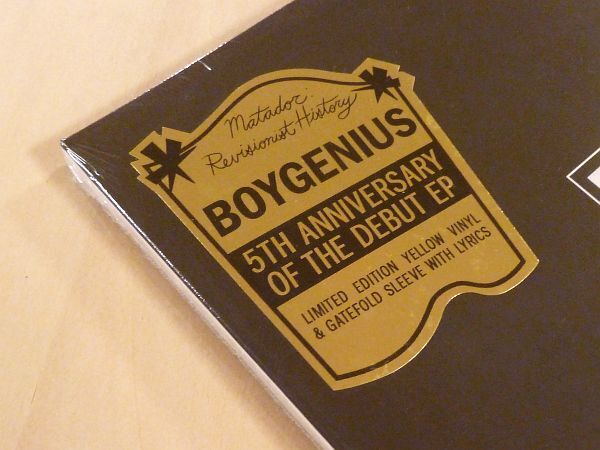 Matador:
Revisionist History
BOYGENIUS
5TH ANNIVERSARY
OF THE DEBUT EP
LIMITED EDITION YELLOW VINYL
& GATEFOLD SLEEVE WITH LYRICS